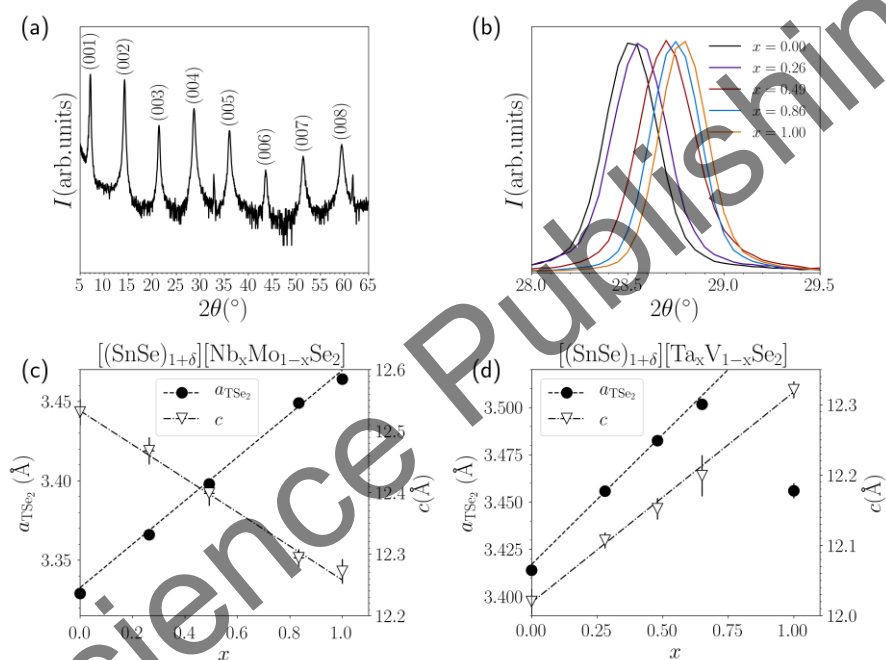 (a)
(001)
(002)
(003)
(004)
(005)
(006)
(007)
(008)
I(arb.units)
5 10 15 20 25 30 35 40 45 50 55 60 65
2θ(°)
(b)
x = 0.00
x = 0.26
x = 0.49
x = 0.86
x = 1.00
I(arb.units)
28.0 28.5 29.0 29.5
2θ(°)
(c)
[(SnSe)₁₊δ][NbₓMo₁₋ₓSe₂]
a_TSe₂
c
3.45
3.40
3.35
a_TSe₂ (Å)
12.6
12.5
12.4
12.3
12.2
c(Å)
0.0 0.2 0.4 0.6 0.8 1.0
x
(d)
[(SnSe)₁₊δ][TaₓV₁₋ₓSe₂]
a_TSe₂
c
3.500
3.475
3.450
3.425
3.400
a_TSe₂ (Å)
12.3
12.2
12.1
12.0
c(Å)
0.00 0.25 0.50 0.75 1.00
x
science Publishin